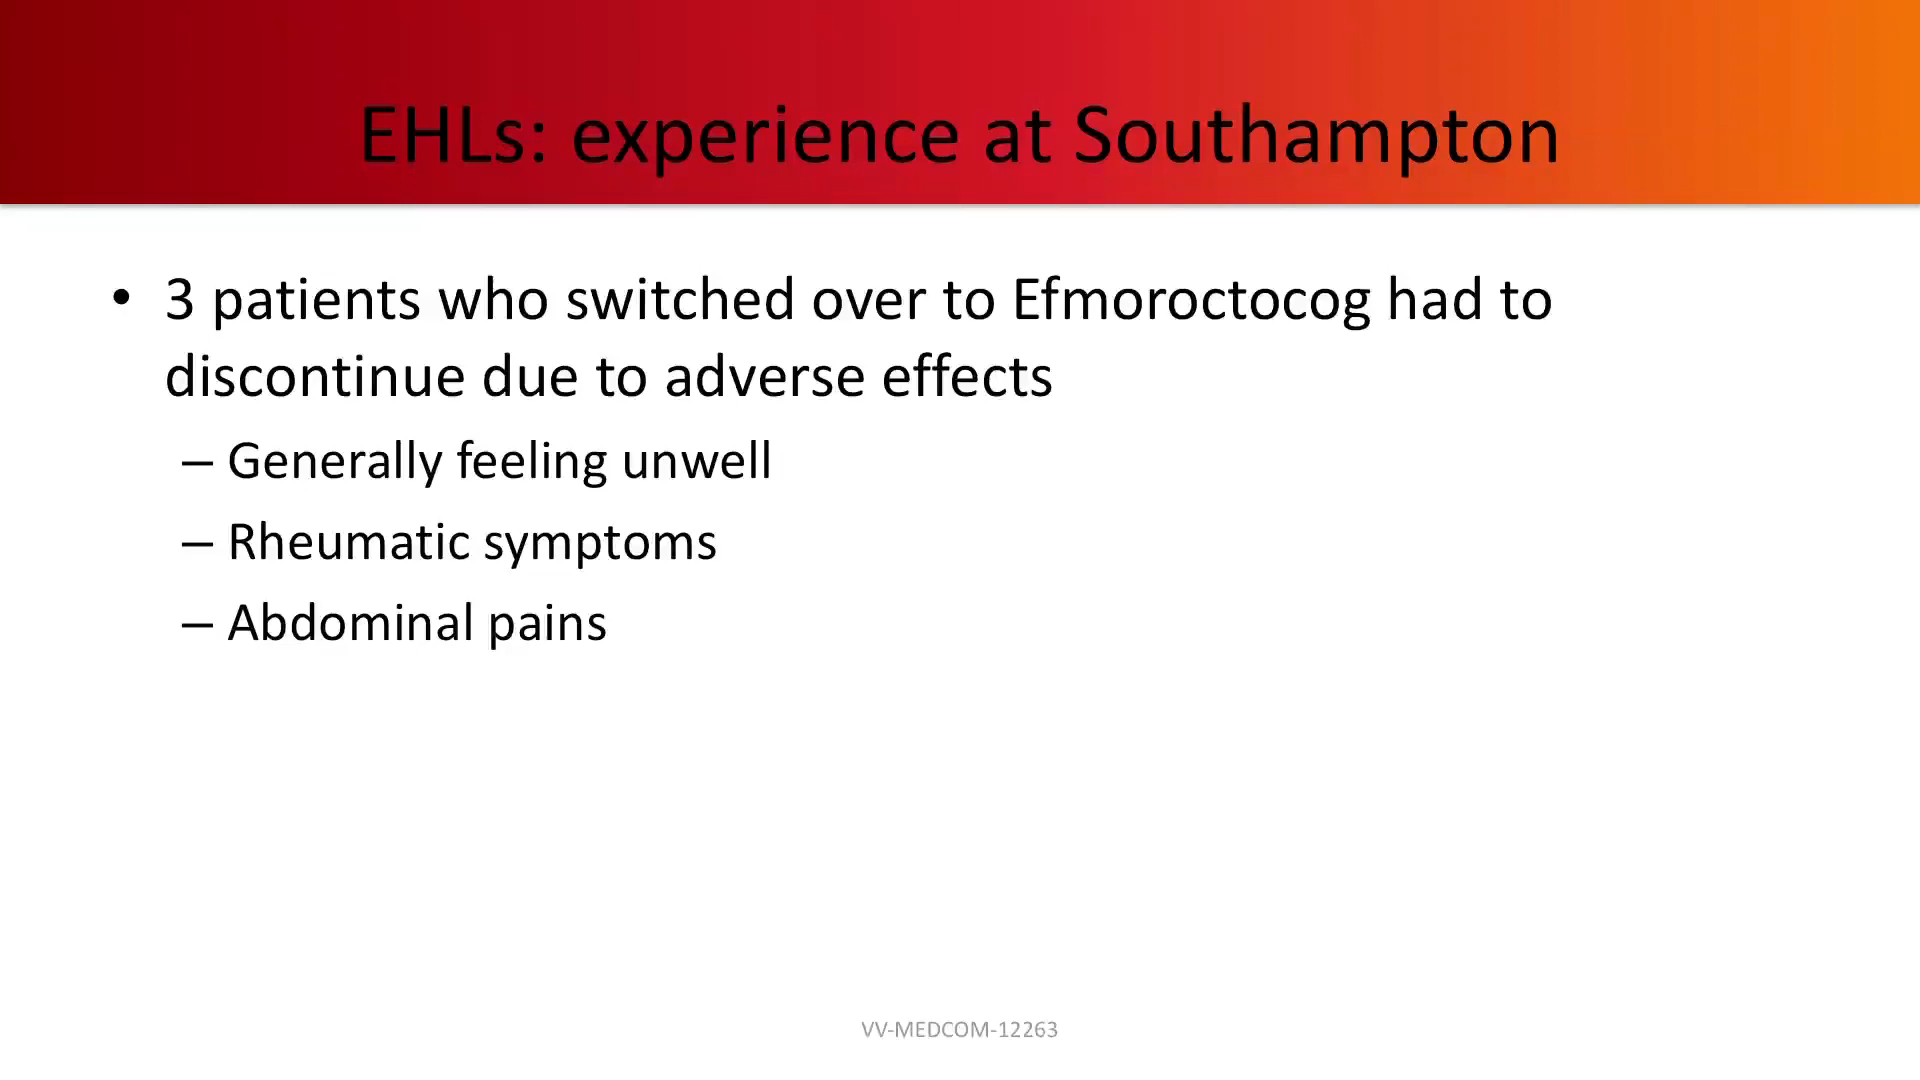 EHLs: experience at Southampton
• 3 patients who switched over to Efmoroctocog had to
discontinue due to adverse effects
– Generally feeling unwell
– Rheumatic symptoms
– Abdominal pains
VV-MEDCOM-12263